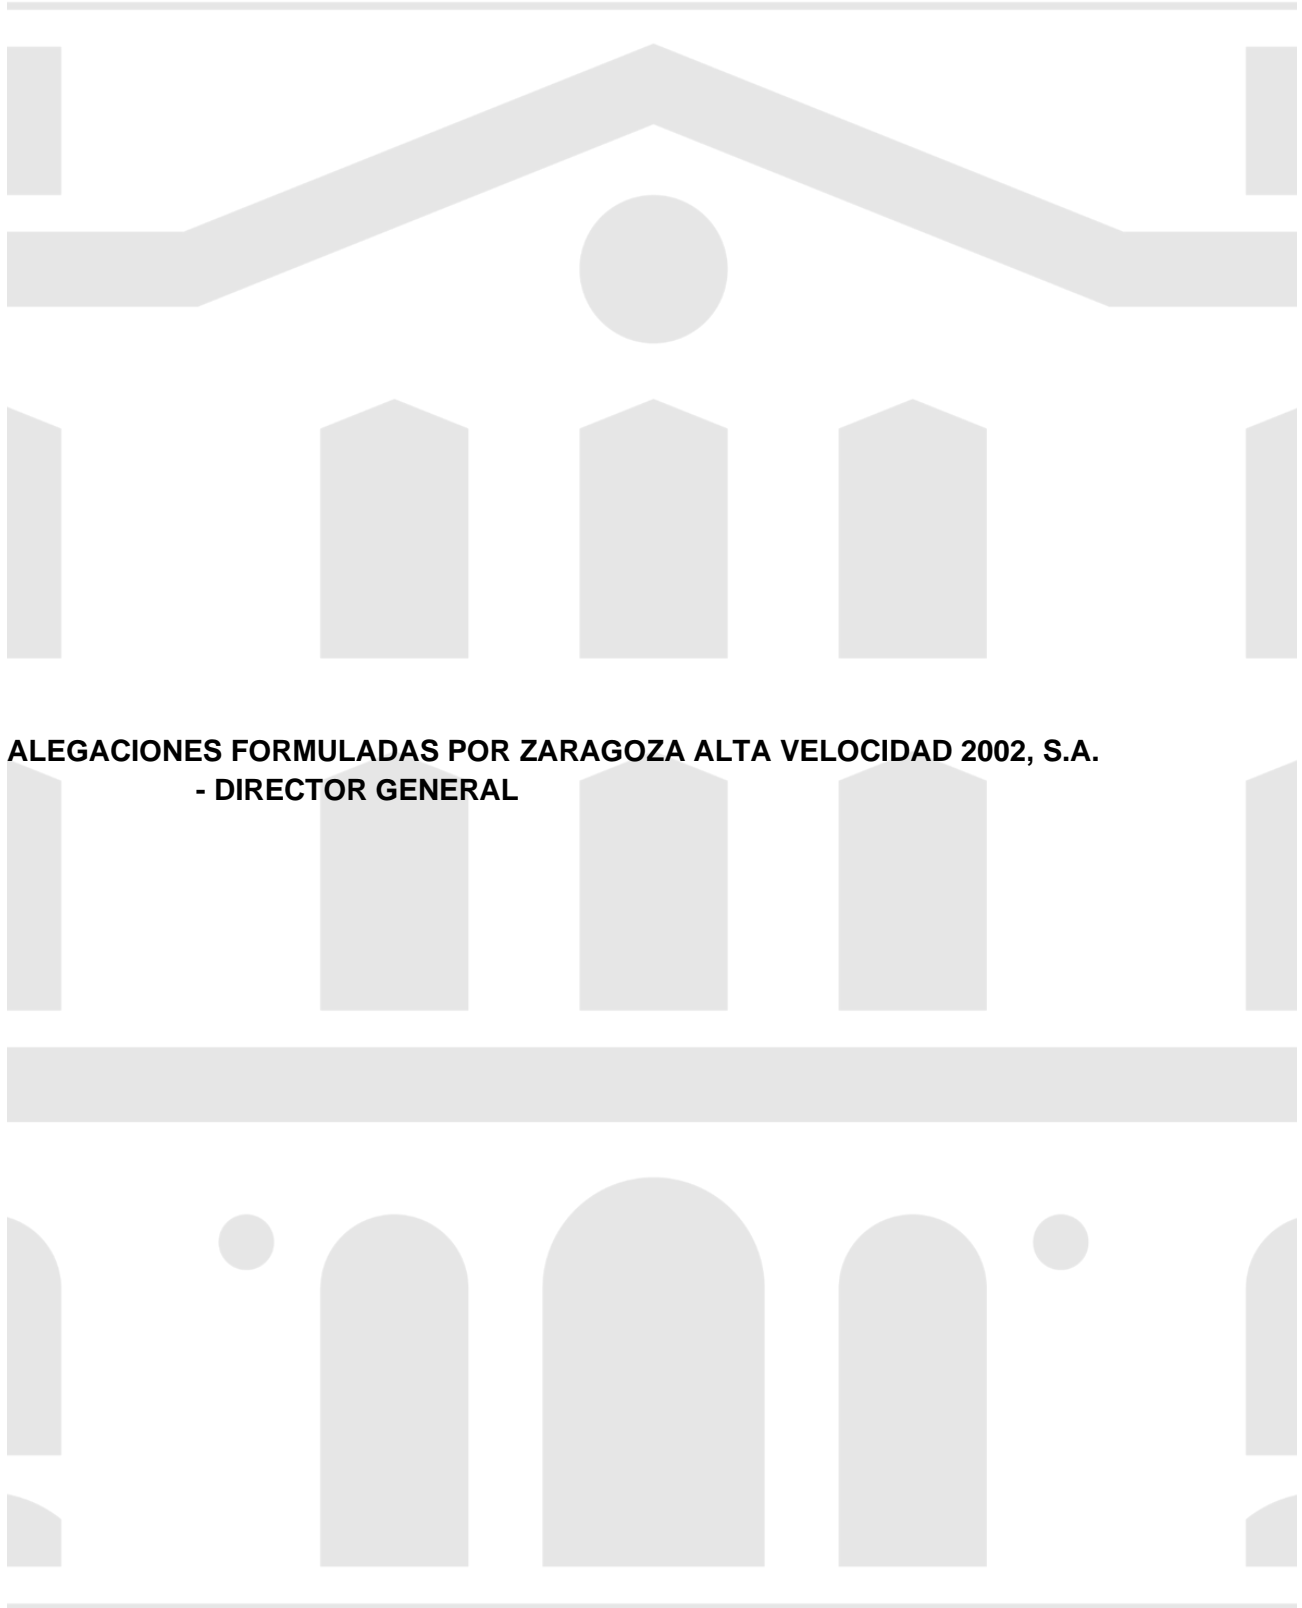 ALEGACIONES FORMULADAS POR ZARAGOZA ALTA VELOCIDAD 2002, S.A.
- DIRECTOR GENERAL